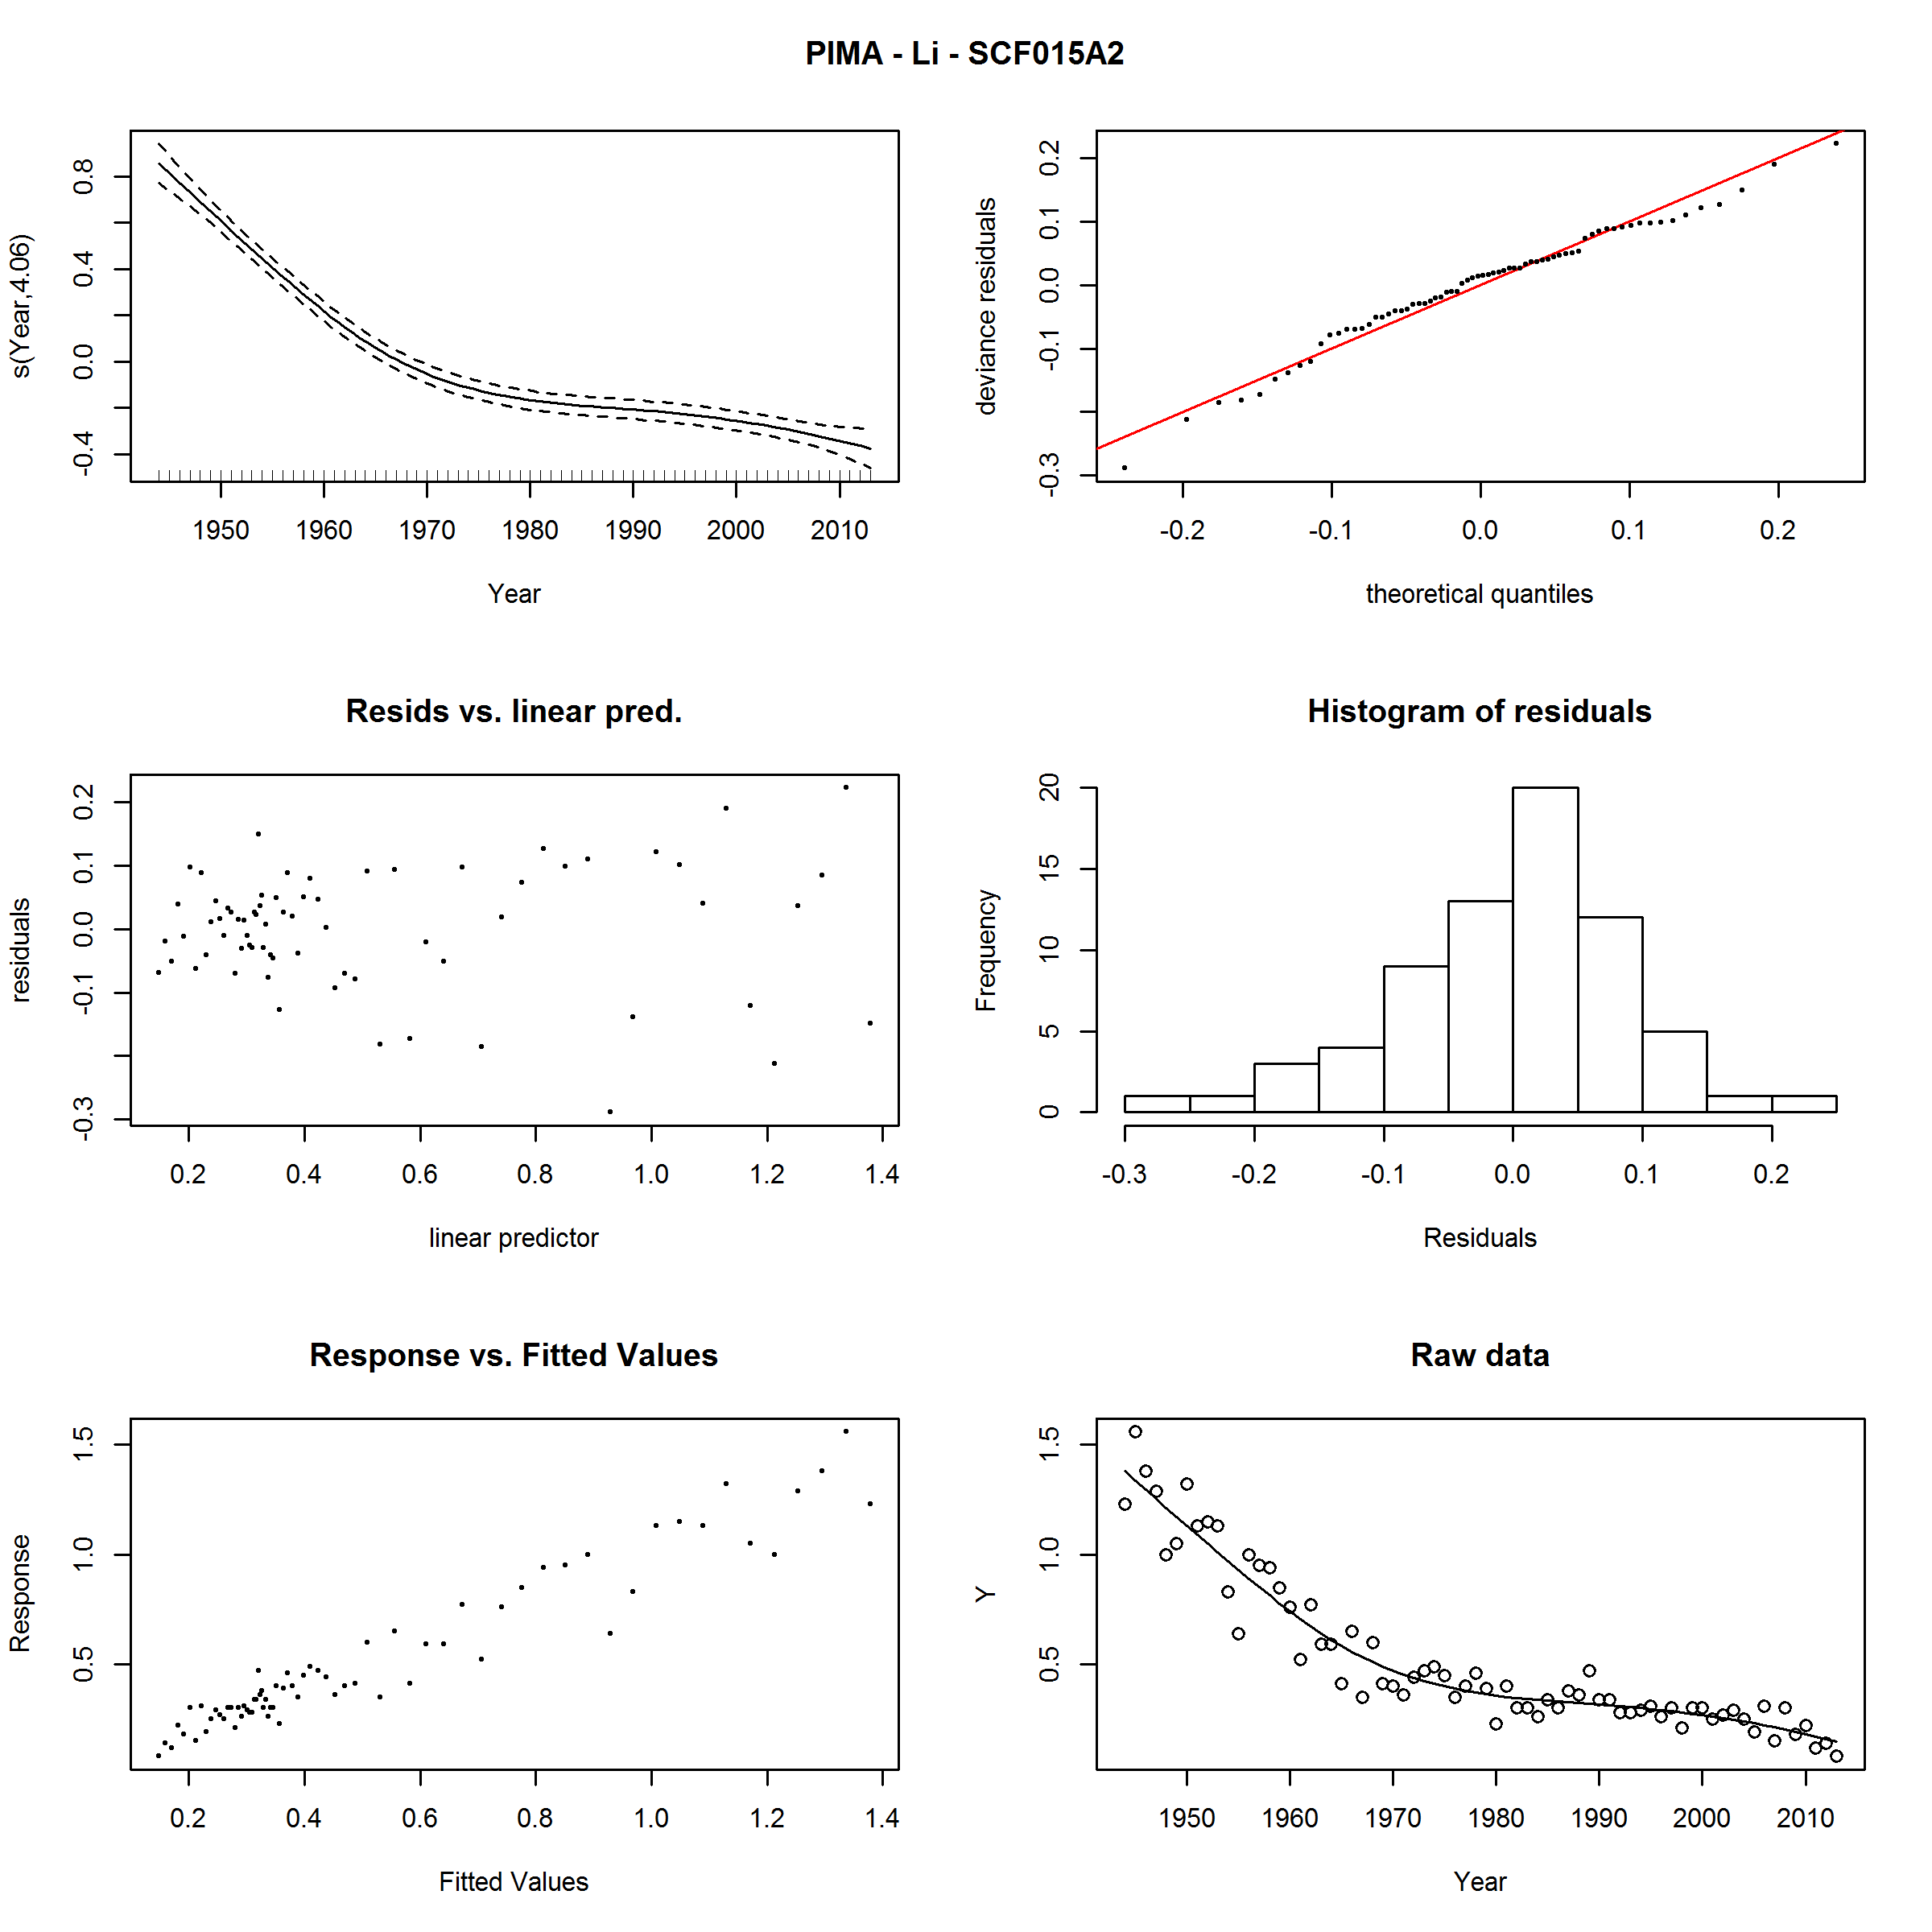 PIMA - Li - SCF015A2
s(Year,4.06)
0.8
0.4
0.0
-0.4
1950 1960 1970 1980 1990 2000 2010
Year
deviance residuals
0.2
0.1
0.0
-0.1
-0.3
-0.2 -0.1 0.0 0.1 0.2
theoretical quantiles
Resids vs. linear pred.
residuals
0.2
0.1
0.0
-0.1
-0.3
0.2 0.4 0.6 0.8 1.0 1.2 1.4
linear predictor
Histogram of residuals
Frequency
20
15
10
5
0
-0.3 -0.2 -0.1 0.0 0.1 0.2
Residuals
Response vs. Fitted Values
Response
1.5
1.0
0.5
0.2 0.4 0.6 0.8 1.0 1.2 1.4
Fitted Values
Raw data
Y
1.5
1.0
0.5
1950 1960 1970 1980 1990 2000 2010
Year